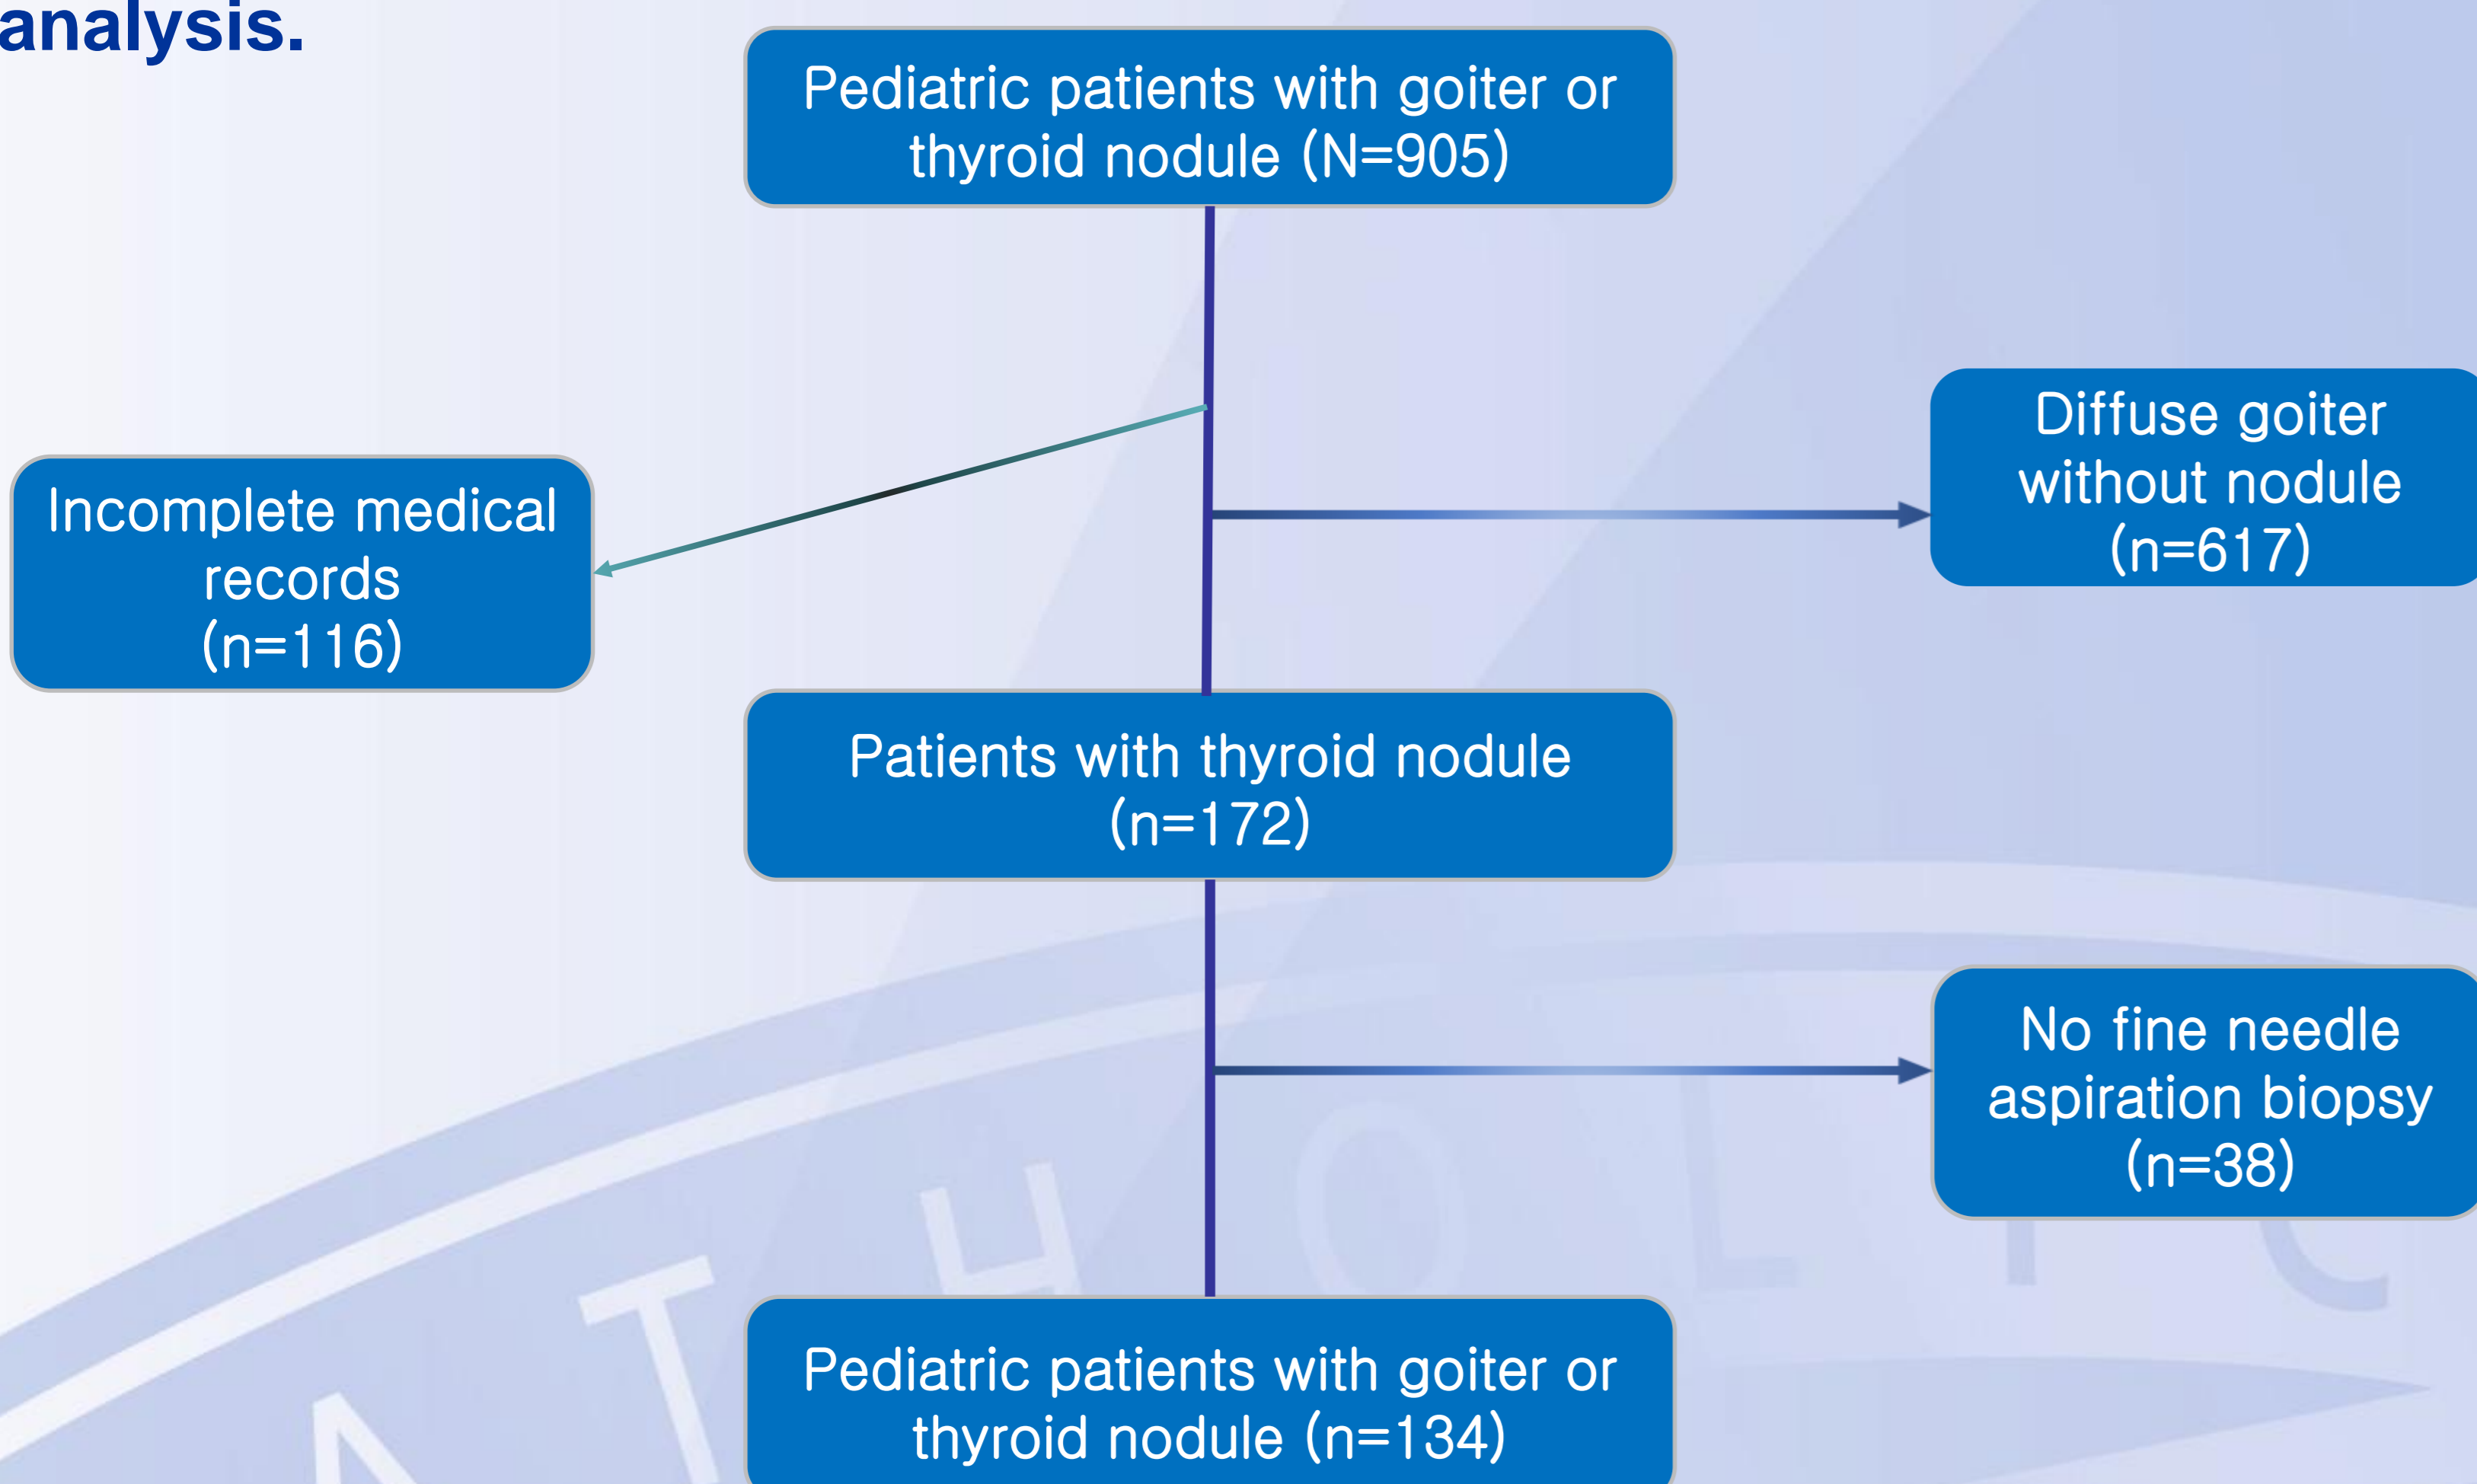 analysis.
Pediatric patients with goiter or
thyroid nodule (N=905)
Diffuse goiter
without nodule
(n=617)
Incomplete medical
records
(n=116)
Patients with thyroid nodule
(n=172)
No fine needle
aspiration biopsy
(n=38)
A T H O L I C
Pediatric patients with goiter or
thyroid nodule (n=134)